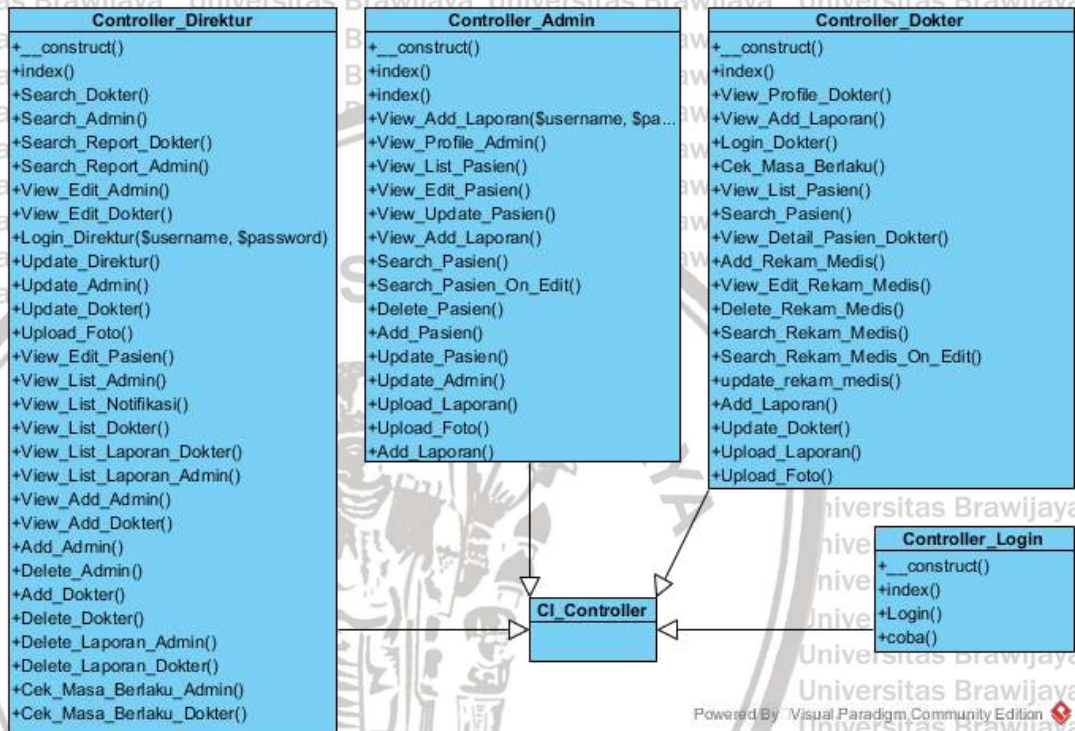 Controller_Direktur
+__construct()
+index()
+Search_Dokter()
+Search_Admin()
+Search_Report_Dokter()
+Search_Report_Admin()
+View_Edit_Admin()
+View_Edit_Dokter()
+Login_Direktur($username, $password)
+Update_Direktur()
+Update_Admin()
+Update_Dokter()
+Upload_Foto()
+View_Edit_Pasien()
+View_List_Admin()
+View_List_Notifikasi()
+View_List_Dokter()
+View_List_Laporan_Dokter()
+View_List_Laporan_Admin()
+View_Add_Admin()
+View_Add_Dokter()
+Add_Admin()
+Delete_Admin()
+Add_Dokter()
+Delete_Dokter()
+Delete_Laporan_Admin()
+Delete_Laporan_Dokter()
+Cek_Masa_Berlaku_Admin()
+Cek_Masa_Berlaku_Dokter()
Controller_Admin
+__construct()
+index()
+index()
+View_Add_Laporan($username, $pa...
+View_Profile_Admin()
+View_List_Pasien()
+View_Edit_Pasien()
+View_Update_Pasien()
+View_Add_Laporan()
+Search_Pasien()
+Search_Pasien_On_Edit()
+Delete_Pasien()
+Add_Pasien()
+Update_Pasien()
+Update_Admin()
+Upload_Laporan()
+Upload_Foto()
+Add_Laporan()
Controller_Dokter
+__construct()
+index()
+View_Profile_Dokter()
+View_Add_Laporan()
+Login_Dokter()
+Cek_Masa_Berlaku()
+View_List_Pasien()
+Search_Pasien()
+View_Detail_Pasien_Dokter()
+Add_Rekam_Medis()
+View_Edit_Rekam_Medis()
+Delete_Rekam_Medis()
+Search_Rekam_Medis()
+Search_Rekam_Medis_On_Edit()
+update_rekam_medis()
+Add_Laporan()
+Update_Dokter()
+Upload_Laporan()
+Upload_Foto()
Controller_Login
+__construct()
+index()
+Login()
+coba()
CI_Controller
Universitas Brawijaya
Universitas Brawijaya
Powered By Visual Paradigm Community Edition